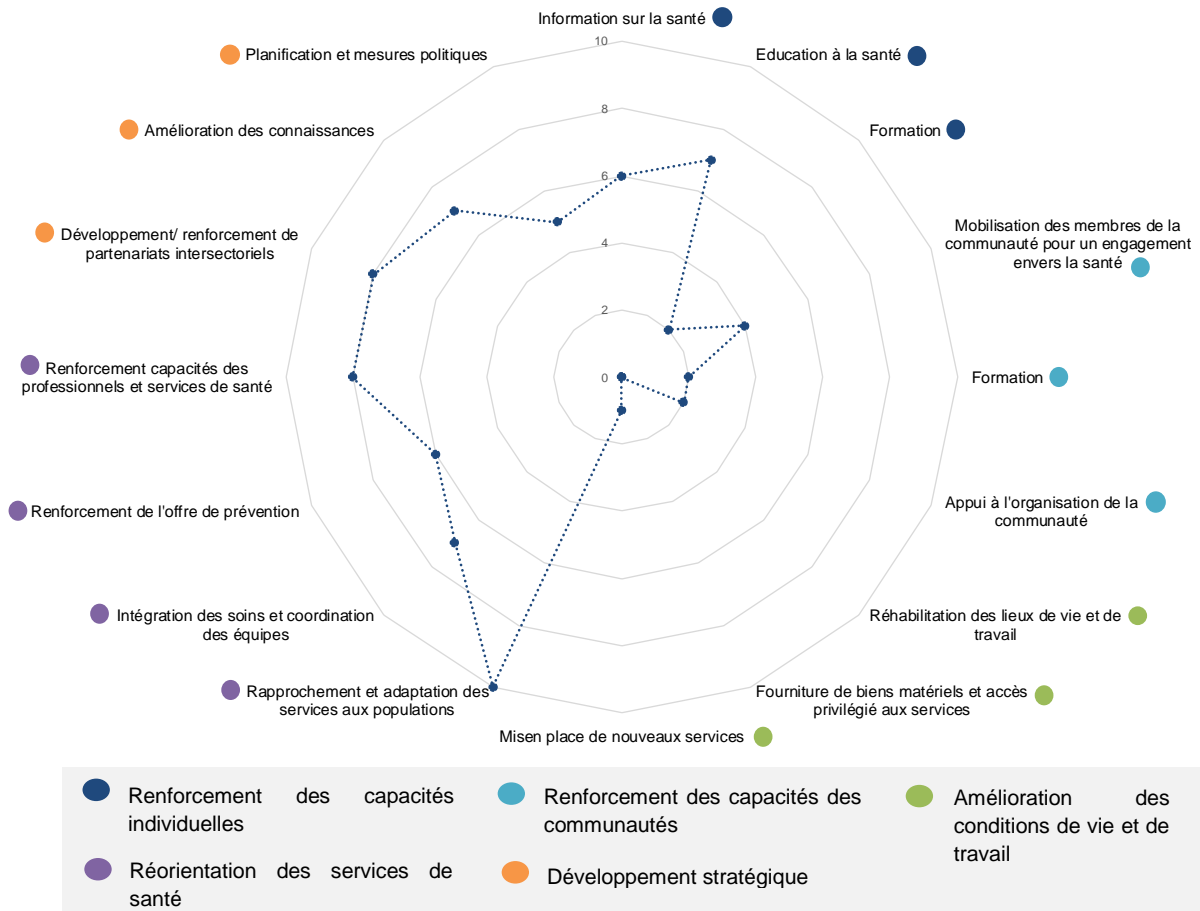 Information sur la santé
10
Planification et mesures politiques
Education à la santé
8
Amélioration des connaissances
Formation
6
Mobilisation des membres de la
communauté pour un engagement
envers la santé
Développement/ renforcement de
partenariats intersectoriels
4
2
Renforcement capacités des
professionnels et services de santé
0
Formation
Renforcement de l'offre de prévention
Appui à l'organisation de la
communauté
Intégration des soins et coordination
des équipes
Réhabilitation des lieux de vie et de
travail
Rapprochement et adaptation des
services aux populations
Fourniture de biens matériels et accès
privilégié aux services
Misen place de nouveaux services
Renforcement des capacités
individuelles
Renforcement des capacités des
communautés
Amélioration des
conditions de vie et de
travail
Réorientation des services de
santé
Développement stratégique